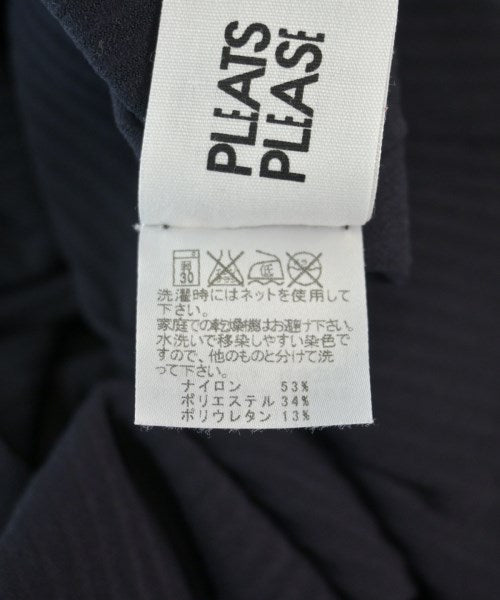 PLEATS
PLEASE
弱
30
低
洗濯時にはネットを使用して
下さい。
家庭での乾燥機はお避け下さい。
水洗いで移染しやすい染色で
すので、他のものと分けて洗
って下さい。
ナイロン 53%
ポリエステル 34%
ポリウレタン 13%